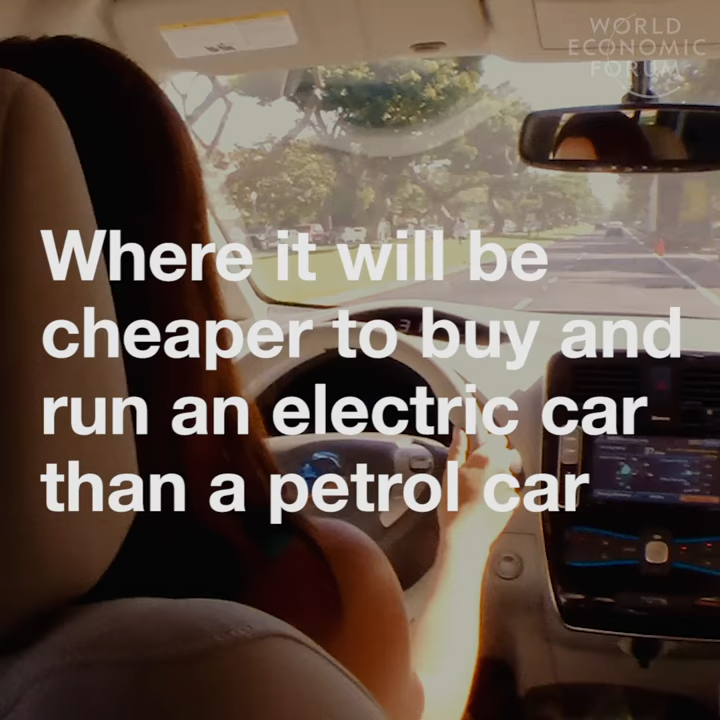 WORLD
ECONOMIC
FORUM
Where it will be
cheaper to buy and
run an electric car
than a petrol car